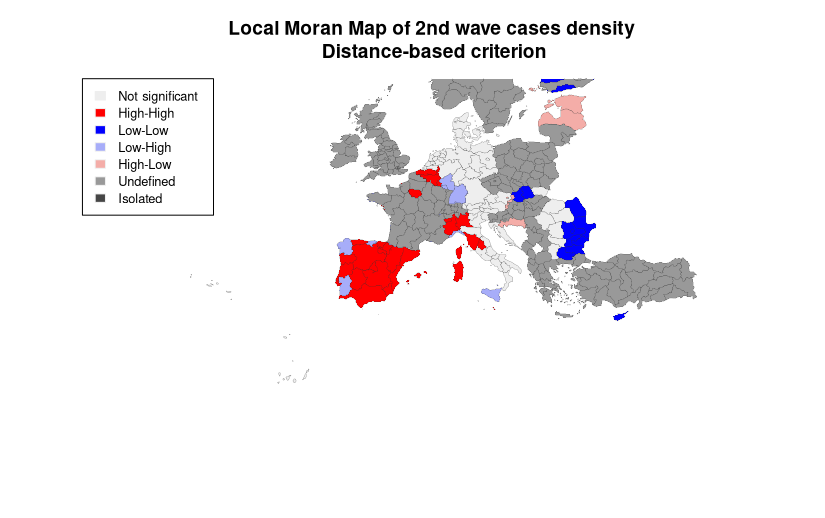 Local Moran Map of 2nd wave cases density
Distance-based criterion
Not significant
High-High
Low-Low
Low-High
High-Low
Undefined
Isolated